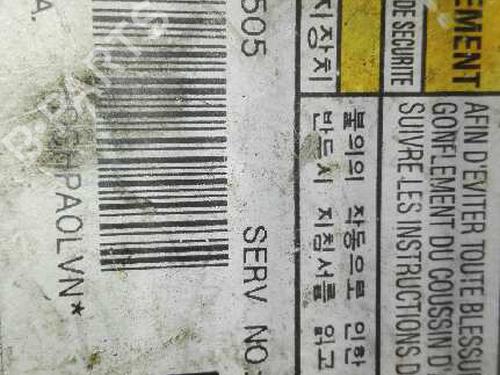 EMENT
DE SECURITE
AFIN D'EVITER TOUTE BLESSU
GONFLEMENT DU COUSSIN D'
SUIVRE LES INSTRUCTIONS D
지장치
불의의 작동으로 인한
반드시 지침서를 읽고
505
SERV NO
PAOLVN*
A.
B-PARTS